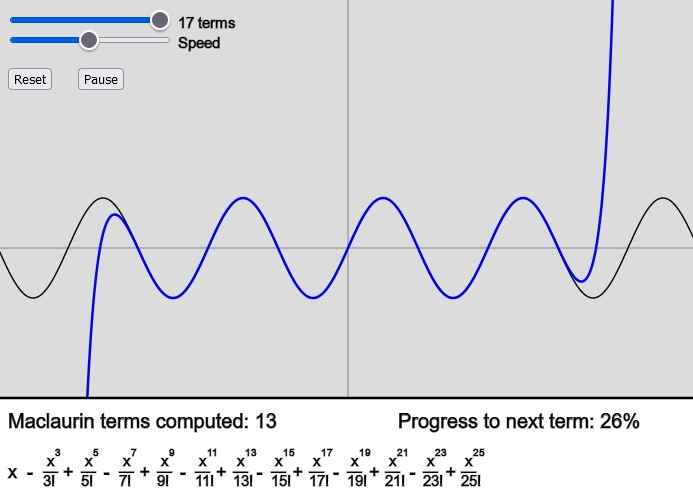 17 terms
Speed
Reset Pause
Maclaurin terms computed: 13 Progress to next term: 26%
x - x³/3! + x⁵/5! - x⁷/7! + x⁹/9! - x¹¹/11! + x¹³/13! - x¹⁵/15! + x¹⁷/17! - x¹⁹/19! + x²¹/21! - x²³/23! + x²⁵/25!